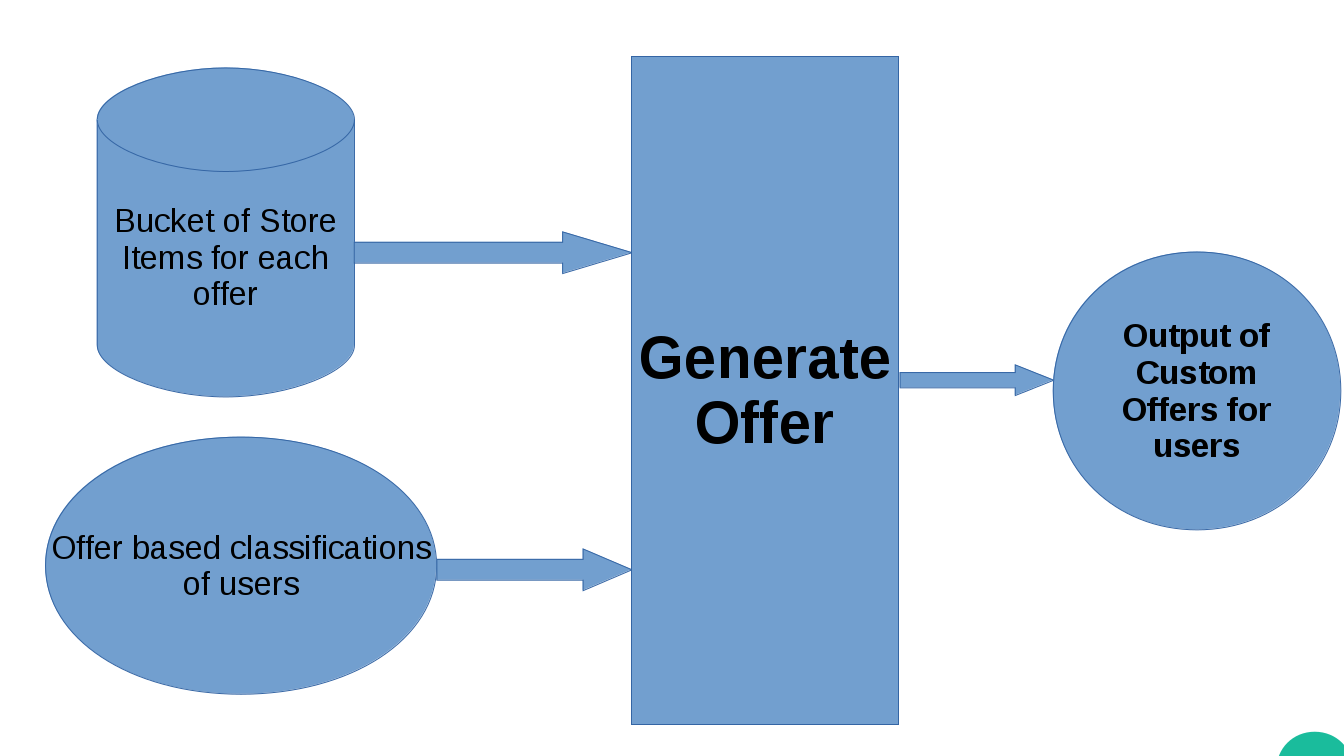 Bucket of Store
Items for each
offer
Offer based classifications
of users
Generate
Offer
Output of
Custom
Offers for
users